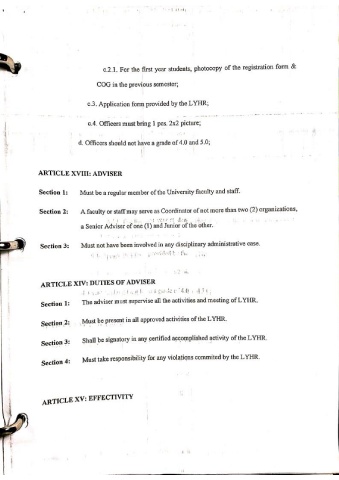 c.2.1. For the first year students, photocopy of the registration form &
COG in the previous semester;
c.3. Application form provided by the LYHR;
c.4. Officers must bring 1 pcs. 2x2 picture;
d. Officers should not have a grade of 4.0 and 5.0;
ARTICLE XVIII: ADVISER
Section 1: Must be a regular member of the University faculty and staff.
Section 2: A faculty or staff may serve as Coordinator of not more than two (2) organizations,
a Senior Adviser of one (1) and Junior of the other.
Section 3: Must not have been involved in any disciplinary administrative case.
ARTICLE XIV: DUTIES OF ADVISER
Section 1: The adviser must supervise all the activities and meeting of LYHR.
Section 2: Must be present in all approved activities of the LYHR.
Section 3: Shall be signatory in any certified accomplished activity of the LYHR.
Section 4: Must take responsibility for any violations commited by the LYHR.
ARTICLE XV: EFFECTIVITY